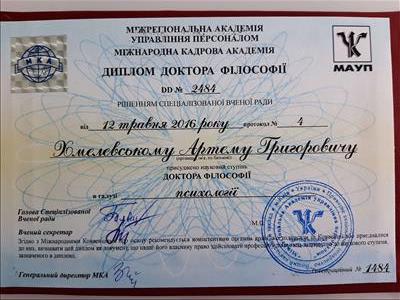 МІЖРЕГІОНАЛЬНА АКАДЕМІЯ
УПРАВЛІННЯ ПЕРСОНАЛОМ
МІЖНАРОДНА КАДРОВА АКАДЕМІЯ
МКА
МАУП
ДИПЛОМ ДОКТОРА ФІЛОСОФІЇ
DD № 2484
РІШЕННЯМ СПЕЦІАЛІЗОВАНОЇ ВЧЕНОЇ РАДИ
від 12 травня 2016 року протокол № 4
Хмелевському Артему Григоровичу
присуджено науковий ступінь
ДОКТОРА ФІЛОСОФІЇ
в галузі психології
Голова Спеціалізованої
Вченої ради
М.П.
Вчений секретар
Генеральний директор МКА
№ 1484